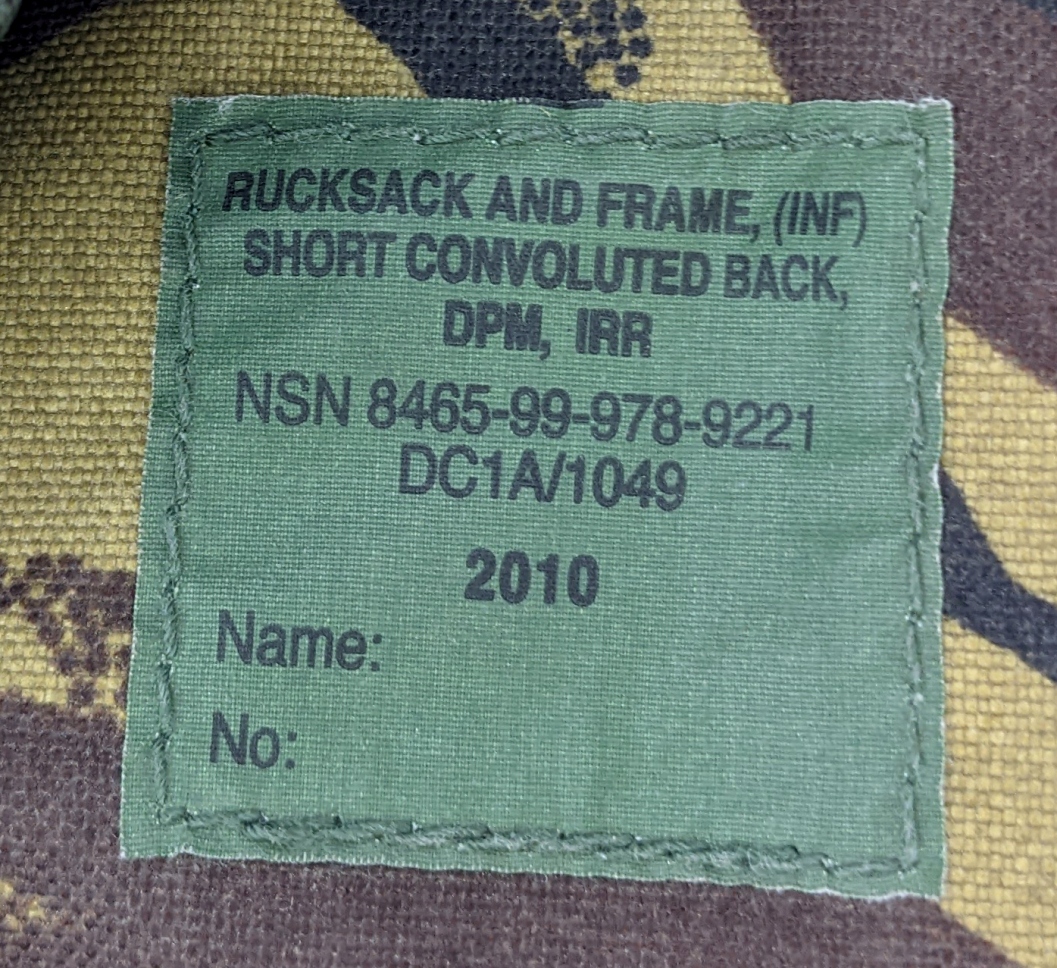 RUCKSACK AND FRAME, (INF)
SHORT CONVOLUTED BACK,
DPM, IRR
NSN 8465-99-978-9221
DC1A/1049
2010
Name:
No: